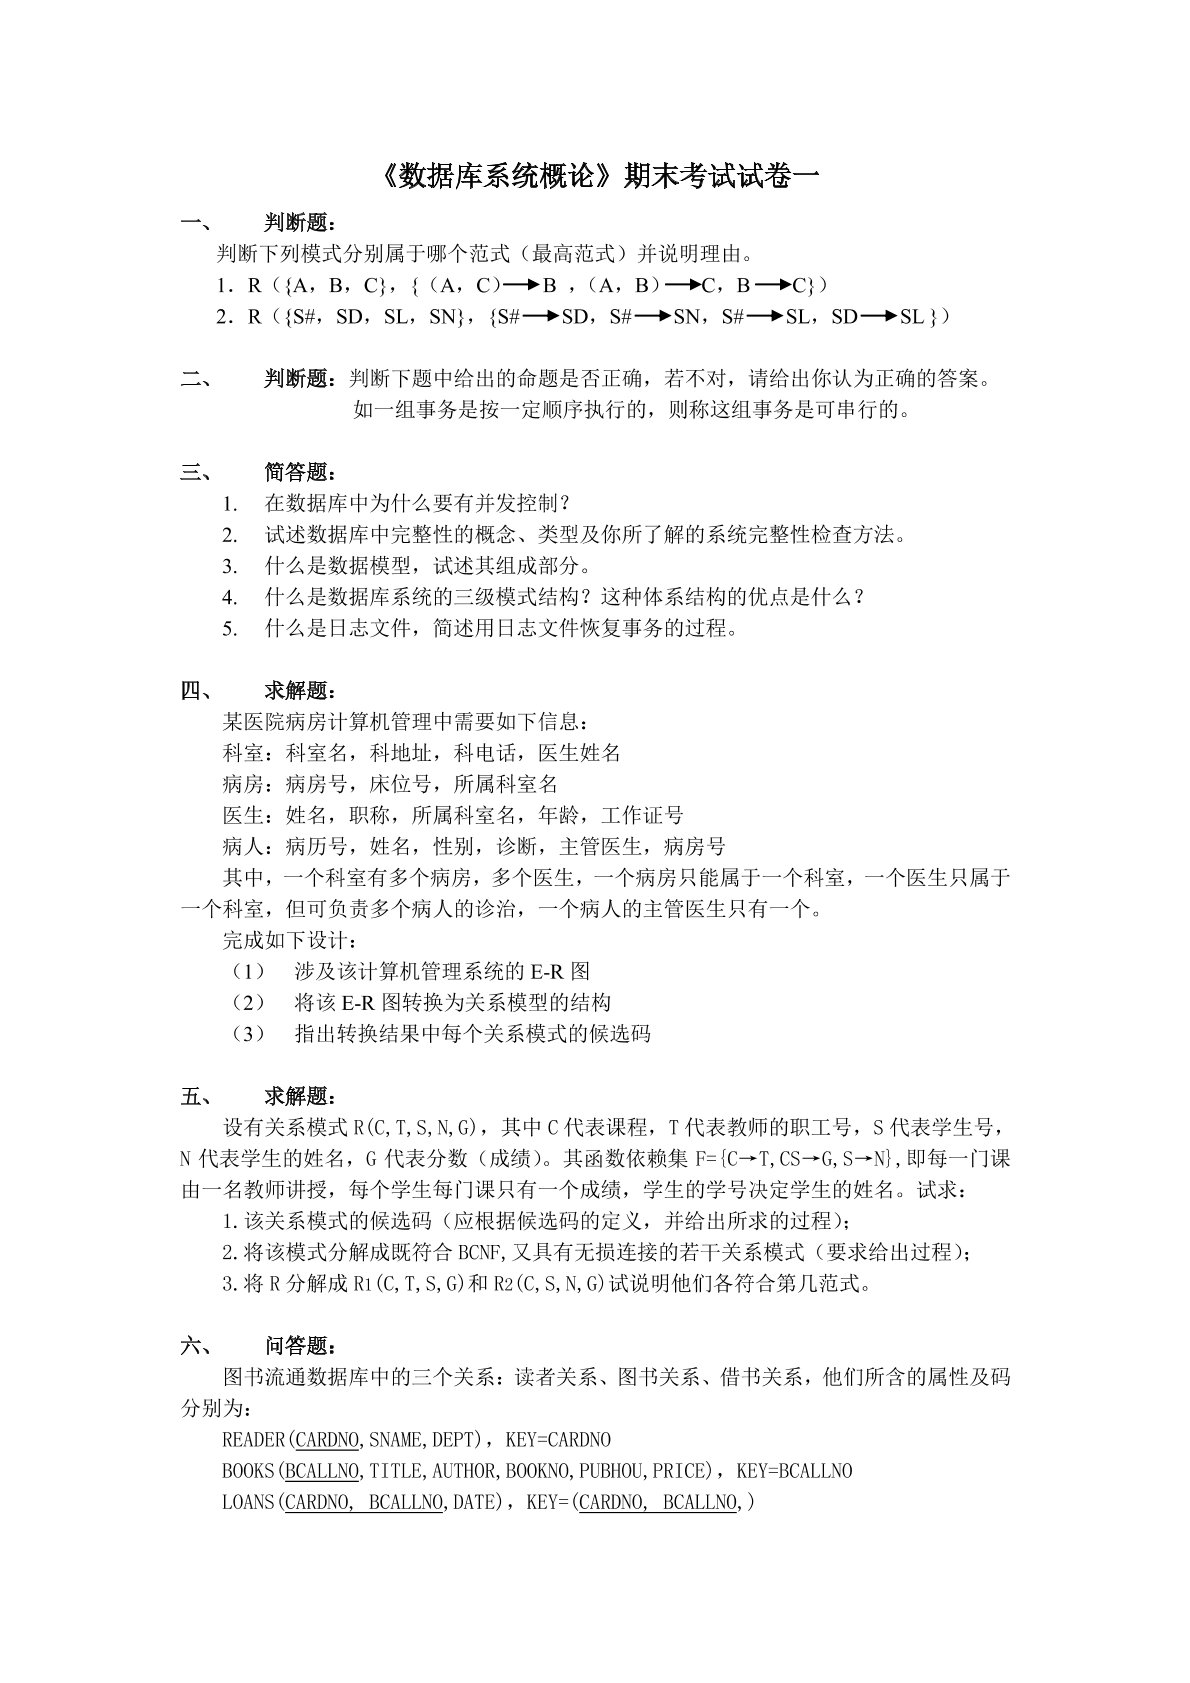 《数据库系统概论》期末考试试卷一
一、 判断题：
判断下列模式分别属于哪个范式（最高范式）并说明理由。
1．R（{A，B，C}，{（A，C）→B ，（A，B）→C，B→C}）
2．R（{S#，SD，SL，SN}，{S#→SD，S#→SN，S#→SL，SD→SL }）
二、 判断题：判断下题中给出的命题是否正确，若不对，请给出你认为正确的答案。
如一组事务是按一定顺序执行的，则称这组事务是可串行的。
三、 简答题：
1. 在数据库中为什么要有并发控制？
2. 试述数据库中完整性的概念、类型及你所了解的系统完整性检查方法。
3. 什么是数据模型，试述其组成部分。
4. 什么是数据库系统的三级模式结构？这种体系结构的优点是什么？
5. 什么是日志文件，简述用日志文件恢复事务的过程。
四、 求解题：
某医院病房计算机管理中需要如下信息：
科室：科室名，科地址，科电话，医生姓名
病房：病房号，床位号，所属科室名
医生：姓名，职称，所属科室名，年龄，工作证号
病人：病历号，姓名，性别，诊断，主管医生，病房号
其中，一个科室有多个病房，多个医生，一个病房只能属于一个科室，一个医生只属于
一个科室，但可负责多个病人的诊治，一个病人的主管医生只有一个。
完成如下设计：
（1） 涉及该计算机管理系统的 E-R 图
（2） 将该 E-R 图转换为关系模型的结构
（3） 指出转换结果中每个关系模式的候选码
五、 求解题：
设有关系模式 R(C,T,S,N,G)，其中 C 代表课程，T 代表教师的职工号，S 代表学生号，
N 代表学生的姓名，G 代表分数（成绩）。其函数依赖集 F={C→T,CS→G,S→N},即每一门课
由一名教师讲授，每个学生每门课只有一个成绩，学生的学号决定学生的姓名。试求：
1.该关系模式的候选码（应根据候选码的定义，并给出所求的过程）；
2.将该模式分解成既符合 BCNF,又具有无损连接的若干关系模式（要求给出过程）；
3.将 R 分解成 R1(C,T,S,G)和 R2(C,S,N,G)试说明他们各符合第几范式。
六、 问答题：
图书流通数据库中的三个关系：读者关系、图书关系、借书关系，他们所含的属性及码
分别为：
READER(CARDNO,SNAME,DEPT)，KEY=CARDNO
BOOKS(BCALLNO,TITLE,AUTHOR,BOOKNO,PUBHOU,PRICE)，KEY=BCALLNO
LOANS(CARDNO, BCALLNO,DATE)，KEY=(CARDNO, BCALLNO,)